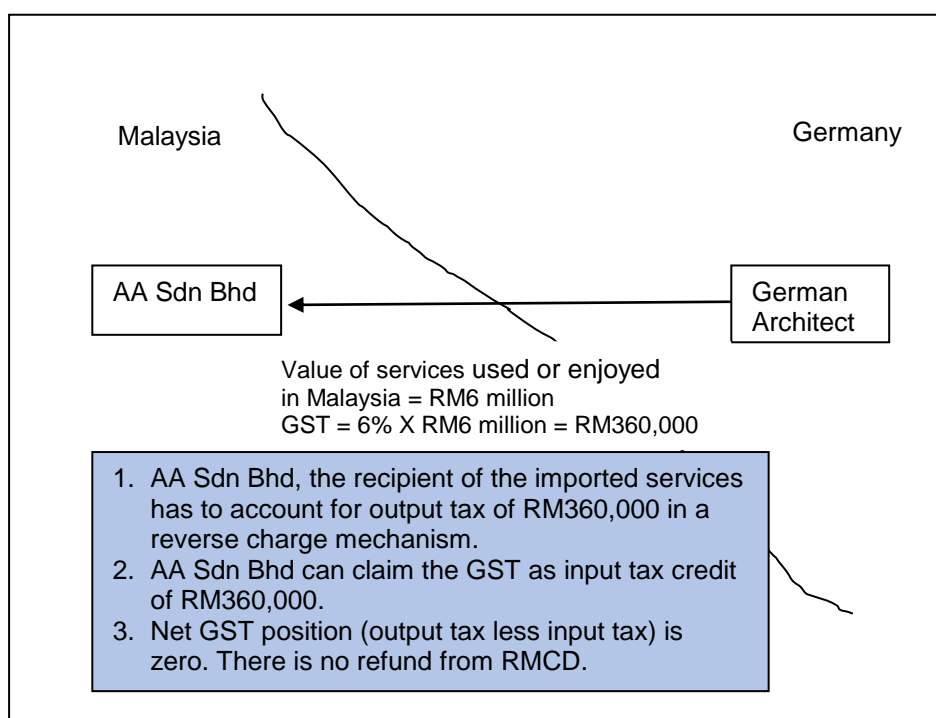 Malaysia
Germany
AA Sdn Bhd
German
Architect
Value of services used or enjoyed
in Malaysia = RM6 million
GST = 6% X RM6 million = RM360,000
1. AA Sdn Bhd, the recipient of the imported services
has to account for output tax of RM360,000 in a
reverse charge mechanism.
2. AA Sdn Bhd can claim the GST as input tax credit
of RM360,000.
3. Net GST position (output tax less input tax) is
zero. There is no refund from RMCD.